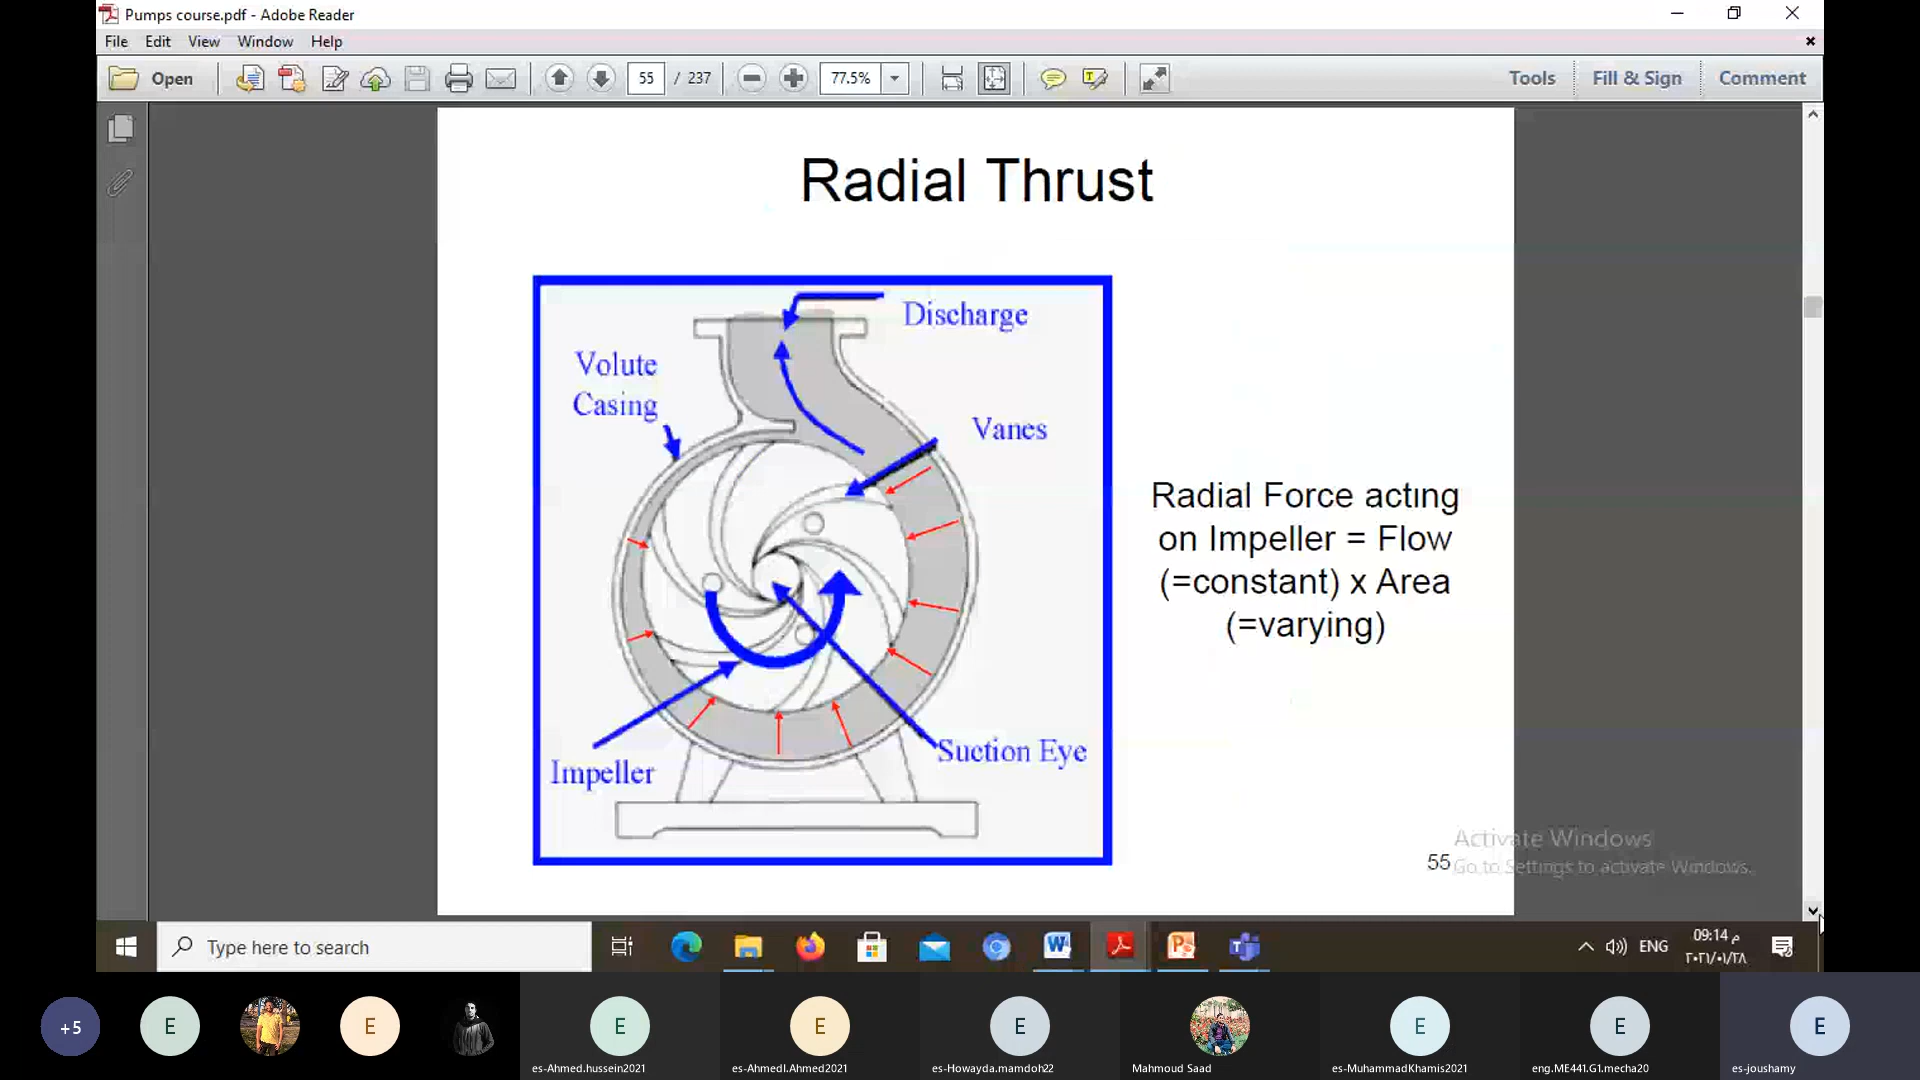 Pumps course.pdf - Adobe Reader
File Edit View Window Help
Open 55 / 237 77.5% Tools Fill & Sign Comment
Radial Thrust
Discharge
Volute
Casing
Vanes
Radial Force acting
on Impeller = Flow
(=constant) x Area
(=varying)
Suction Eye
Impeller
Activate Windows
55
Go to Settings to activate Windows.
Type here to search
ENG
09:14 م
٢٠٢١/٠١/٢٨
+5
E
E
E
E
E
E
E
E
es-Ahmed.hussein2021
es-AhmedI.Ahmed2021
es-Howayda.mamdoh22
Mahmoud Saad
es-MuhammadKhamis2021
eng.ME441.G1.mecha20
es-joushamy